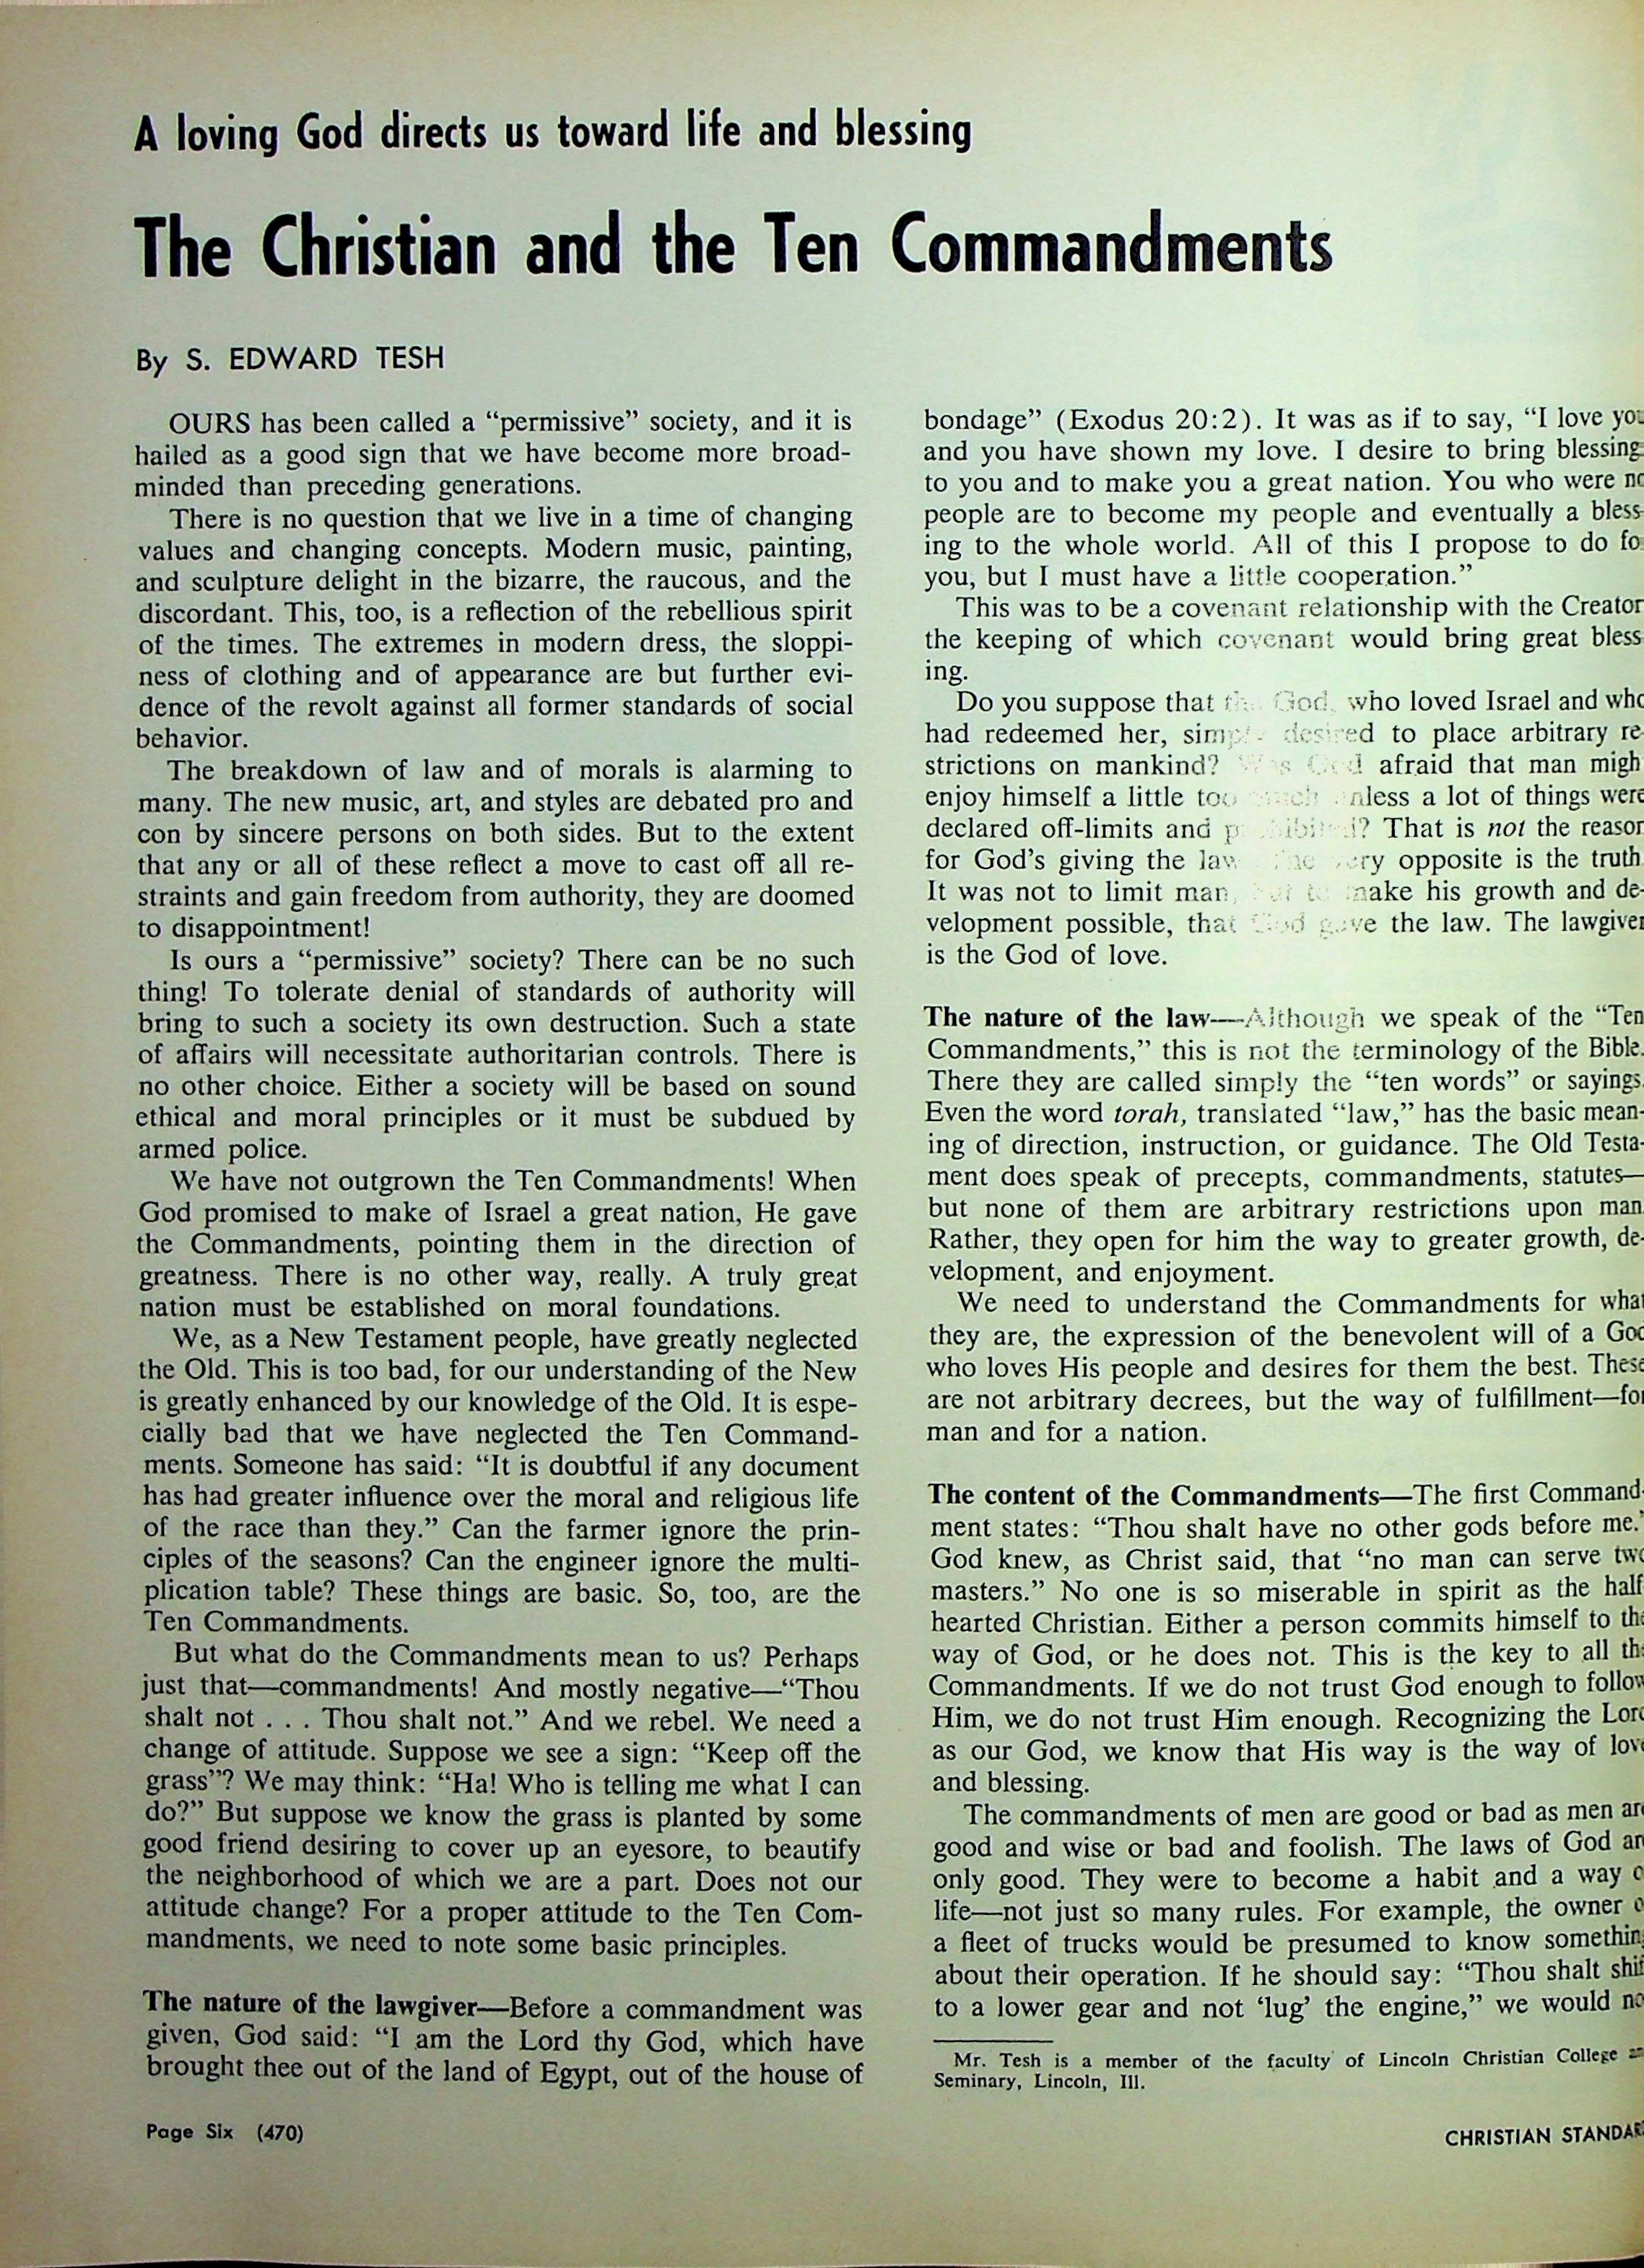 A loving God directs us toward life and blessing
The Christian and the Ten Commandments
By S. EDWARD TESH
OURS has been called a “permissive” society, and it is
hailed as a good sign that we have become more broad-
minded than preceding generations.
There is no question that we live in a time of changing
values and changing concepts. Modern music, painting,
and sculpture delight in the bizarre, the raucous, and the
discordant. This, too, is a reflection of the rebellious spirit
of the times. The extremes in modern dress, the sloppi-
ness of clothing and of appearance are but further evi-
dence of the revolt against all former standards of social
behavior.
The breakdown of law and of morals is alarming to
many. The new music, art, and styles are debated pro and
con by sincere persons on both sides. But to the extent
that any or all of these reflect a move to cast off all re-
straints and gain freedom from authority, they are doomed
to disappointment!
Is ours a “permissive” society? There can be no such
thing! To tolerate denial of standards of authority will
bring to such a society its own destruction. Such a state
of affairs will necessitate authoritarian controls. There is
no other choice. Either a society will be based on sound
ethical and moral principles or it must be subdued by
armed police.
We have not outgrown the Ten Commandments! When
God promised to make of Israel a great nation, He gave
the Commandments, pointing them in the direction of
greatness. There is no other way, really. A truly great
nation must be established on moral foundations.
We, as a New Testament people, have greatly neglected
the Old. This is too bad, for our understanding of the New
is greatly enhanced by our knowledge of the Old. It is espe-
cially bad that we have neglected the Ten Command-
ments. Someone has said: “It is doubtful if any document
has had greater influence over the moral and religious life
of the race than they.” Can the farmer ignore the prin-
ciples of the seasons? Can the engineer ignore the multi-
plication table? These things are basic. So, too, are the
Ten Commandments.
But what do the Commandments mean to us? Perhaps
just that—commandments! And mostly negative—“Thou
shalt not . . . Thou shalt not.” And we rebel. We need a
change of attitude. Suppose we see a sign: “Keep off the
grass”? We may think: “Ha! Who is telling me what I can
do?” But suppose we know the grass is planted by some
good friend desiring to cover up an eyesore, to beautify
the neighborhood of which we are a part. Does not our
attitude change? For a proper attitude to the Ten Com-
mandments, we need to note some basic principles.
The nature of the lawgiver—Before a commandment was
given, God said: “I am the Lord thy God, which have
brought thee out of the land of Egypt, out of the house of
bondage” (Exodus 20:2). It was as if to say, “I love you
and you have shown my love. I desire to bring blessing
to you and to make you a great nation. You who were no
people are to become my people and eventually a bless-
ing to the whole world. All of this I propose to do fo
you, but I must have a little cooperation.”
This was to be a covenant relationship with the Creator
the keeping of which covenant would bring great bless
ing.
Do you suppose that the God, who loved Israel and who
had redeemed her, simply desired to place arbitrary re
strictions on mankind? Was God afraid that man migh
enjoy himself a little too much unless a lot of things were
declared off-limits and prohibited? That is not the reason
for God’s giving the law. The very opposite is the truth.
It was not to limit man, but to make his growth and de-
velopment possible, that God gave the law. The lawgiver
is the God of love.
The nature of the law—Although we speak of the “Ten
Commandments,” this is not the terminology of the Bible.
There they are called simply the “ten words” or sayings.
Even the word torah, translated “law,” has the basic mean-
ing of direction, instruction, or guidance. The Old Testa-
ment does speak of precepts, commandments, statutes—
but none of them are arbitrary restrictions upon man.
Rather, they open for him the way to greater growth, de-
velopment, and enjoyment.
We need to understand the Commandments for what
they are, the expression of the benevolent will of a God
who loves His people and desires for them the best. These
are not arbitrary decrees, but the way of fulfillment—for
man and for a nation.
The content of the Commandments—The first Command-
ment states: “Thou shalt have no other gods before me.”
God knew, as Christ said, that “no man can serve two
masters.” No one is so miserable in spirit as the half
hearted Christian. Either a person commits himself to the
way of God, or he does not. This is the key to all the
Commandments. If we do not trust God enough to follow
Him, we do not trust Him enough. Recognizing the Lord
as our God, we know that His way is the way of love
and blessing.
The commandments of men are good or bad as men are
good and wise or bad and foolish. The laws of God are
only good. They were to become a habit and a way o
life—not just so many rules. For example, the owner o
a fleet of trucks would be presumed to know something
about their operation. If he should say: “Thou shalt shif
to a lower gear and not ‘lug’ the engine,” we would no
Mr. Tesh is a member of the faculty of Lincoln Christian College
Seminary, Lincoln, Ill.
Page Six (470)
CHRISTIAN STANDAR